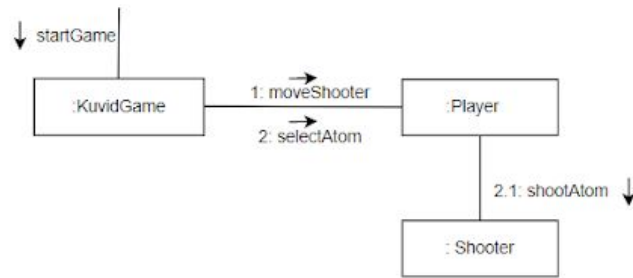 startGame
:KuvidGame
1: moveShooter
2: selectAtom
:Player
2.1: shootAtom
: Shooter